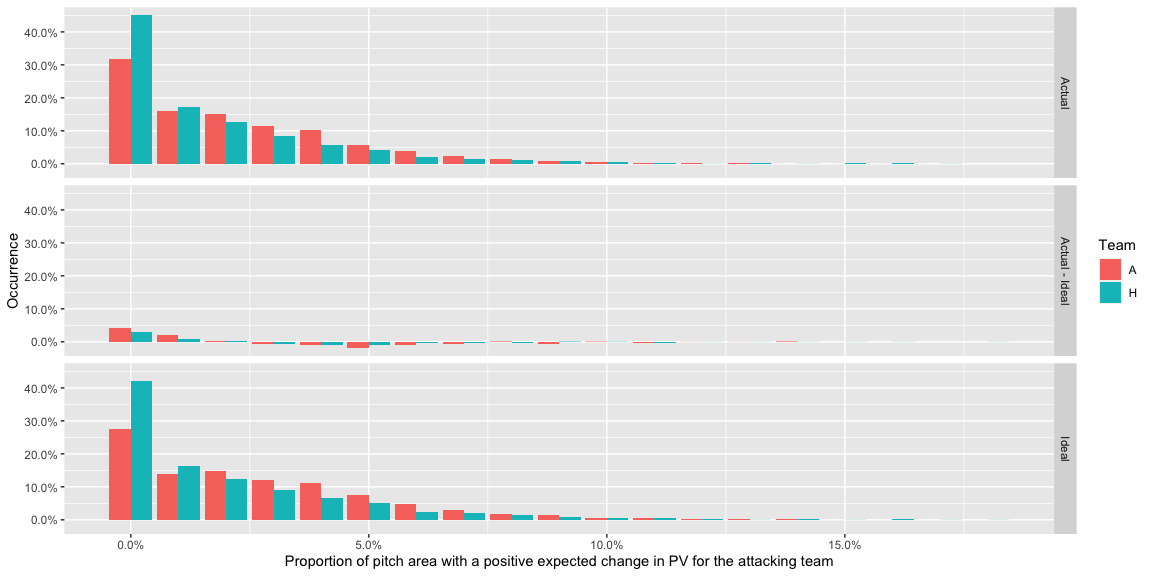 40.0%
30.0%
20.0%
10.0%
0.0%
Actual
40.0%
30.0%
20.0%
10.0%
0.0%
Actual - Ideal
40.0%
30.0%
20.0%
10.0%
0.0%
Ideal
Occurrence
0.0% 5.0% 10.0% 15.0%
Proportion of pitch area with a positive expected change in PV for the attacking team
Team
A
H